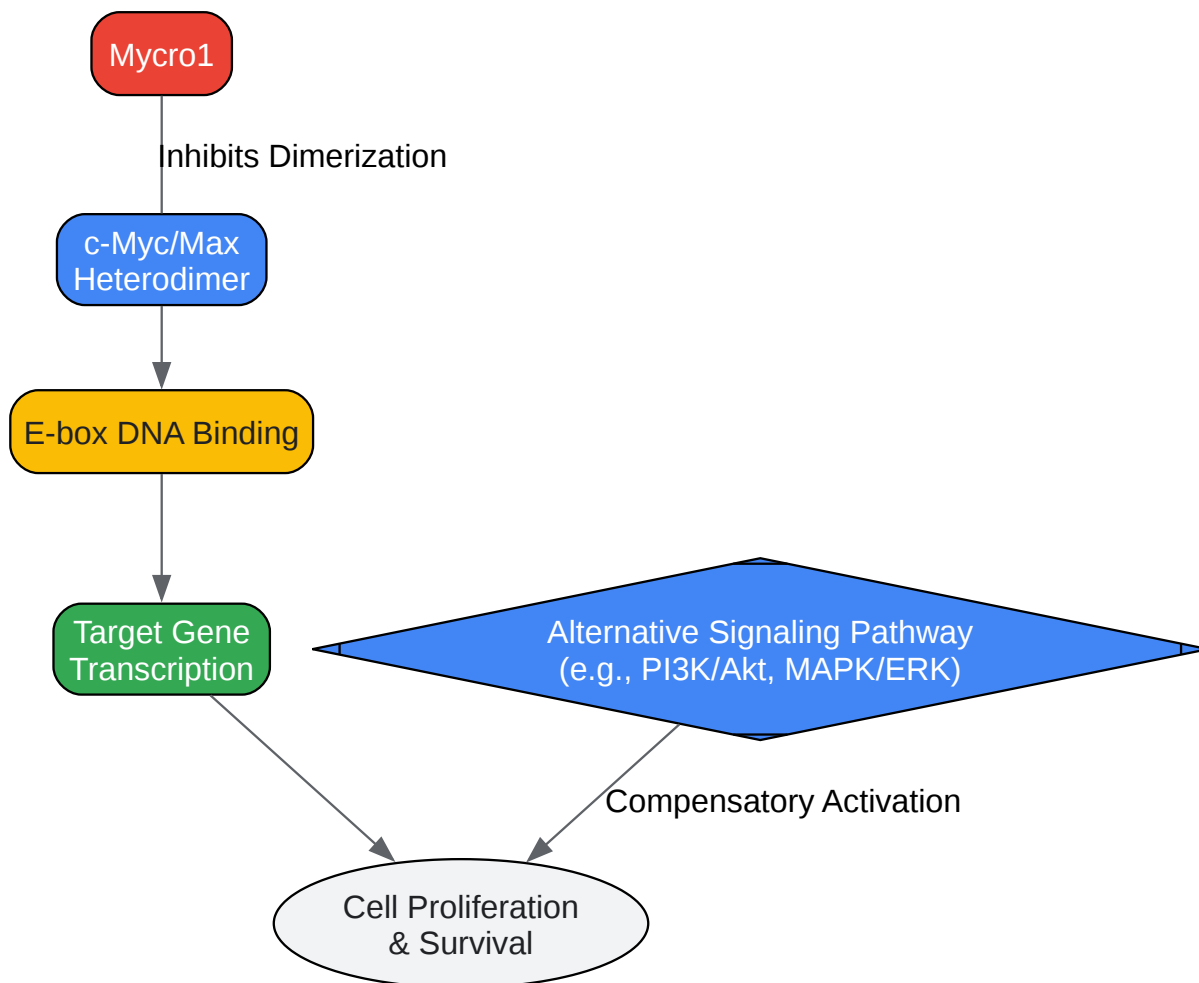 Mycro1
Inhibits Dimerization
c-Myc/Max
Heterodimer
E-box DNA Binding
Target Gene
Transcription
Alternative Signaling Pathway
(e.g., PI3K/Akt, MAPK/ERK)
Compensatory Activation
Cell Proliferation
& Survival